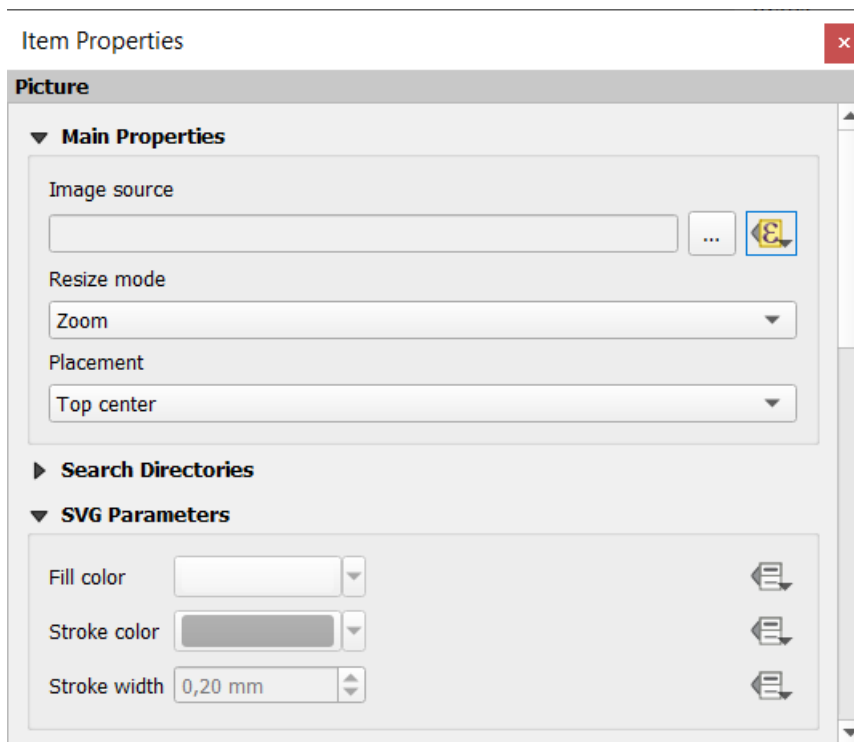 Item Properties
Picture
Main Properties
Image source
...
Resize mode
Zoom
Placement
Top center
Search Directories
SVG Parameters
Fill color
Stroke color
Stroke width 0,20 mm